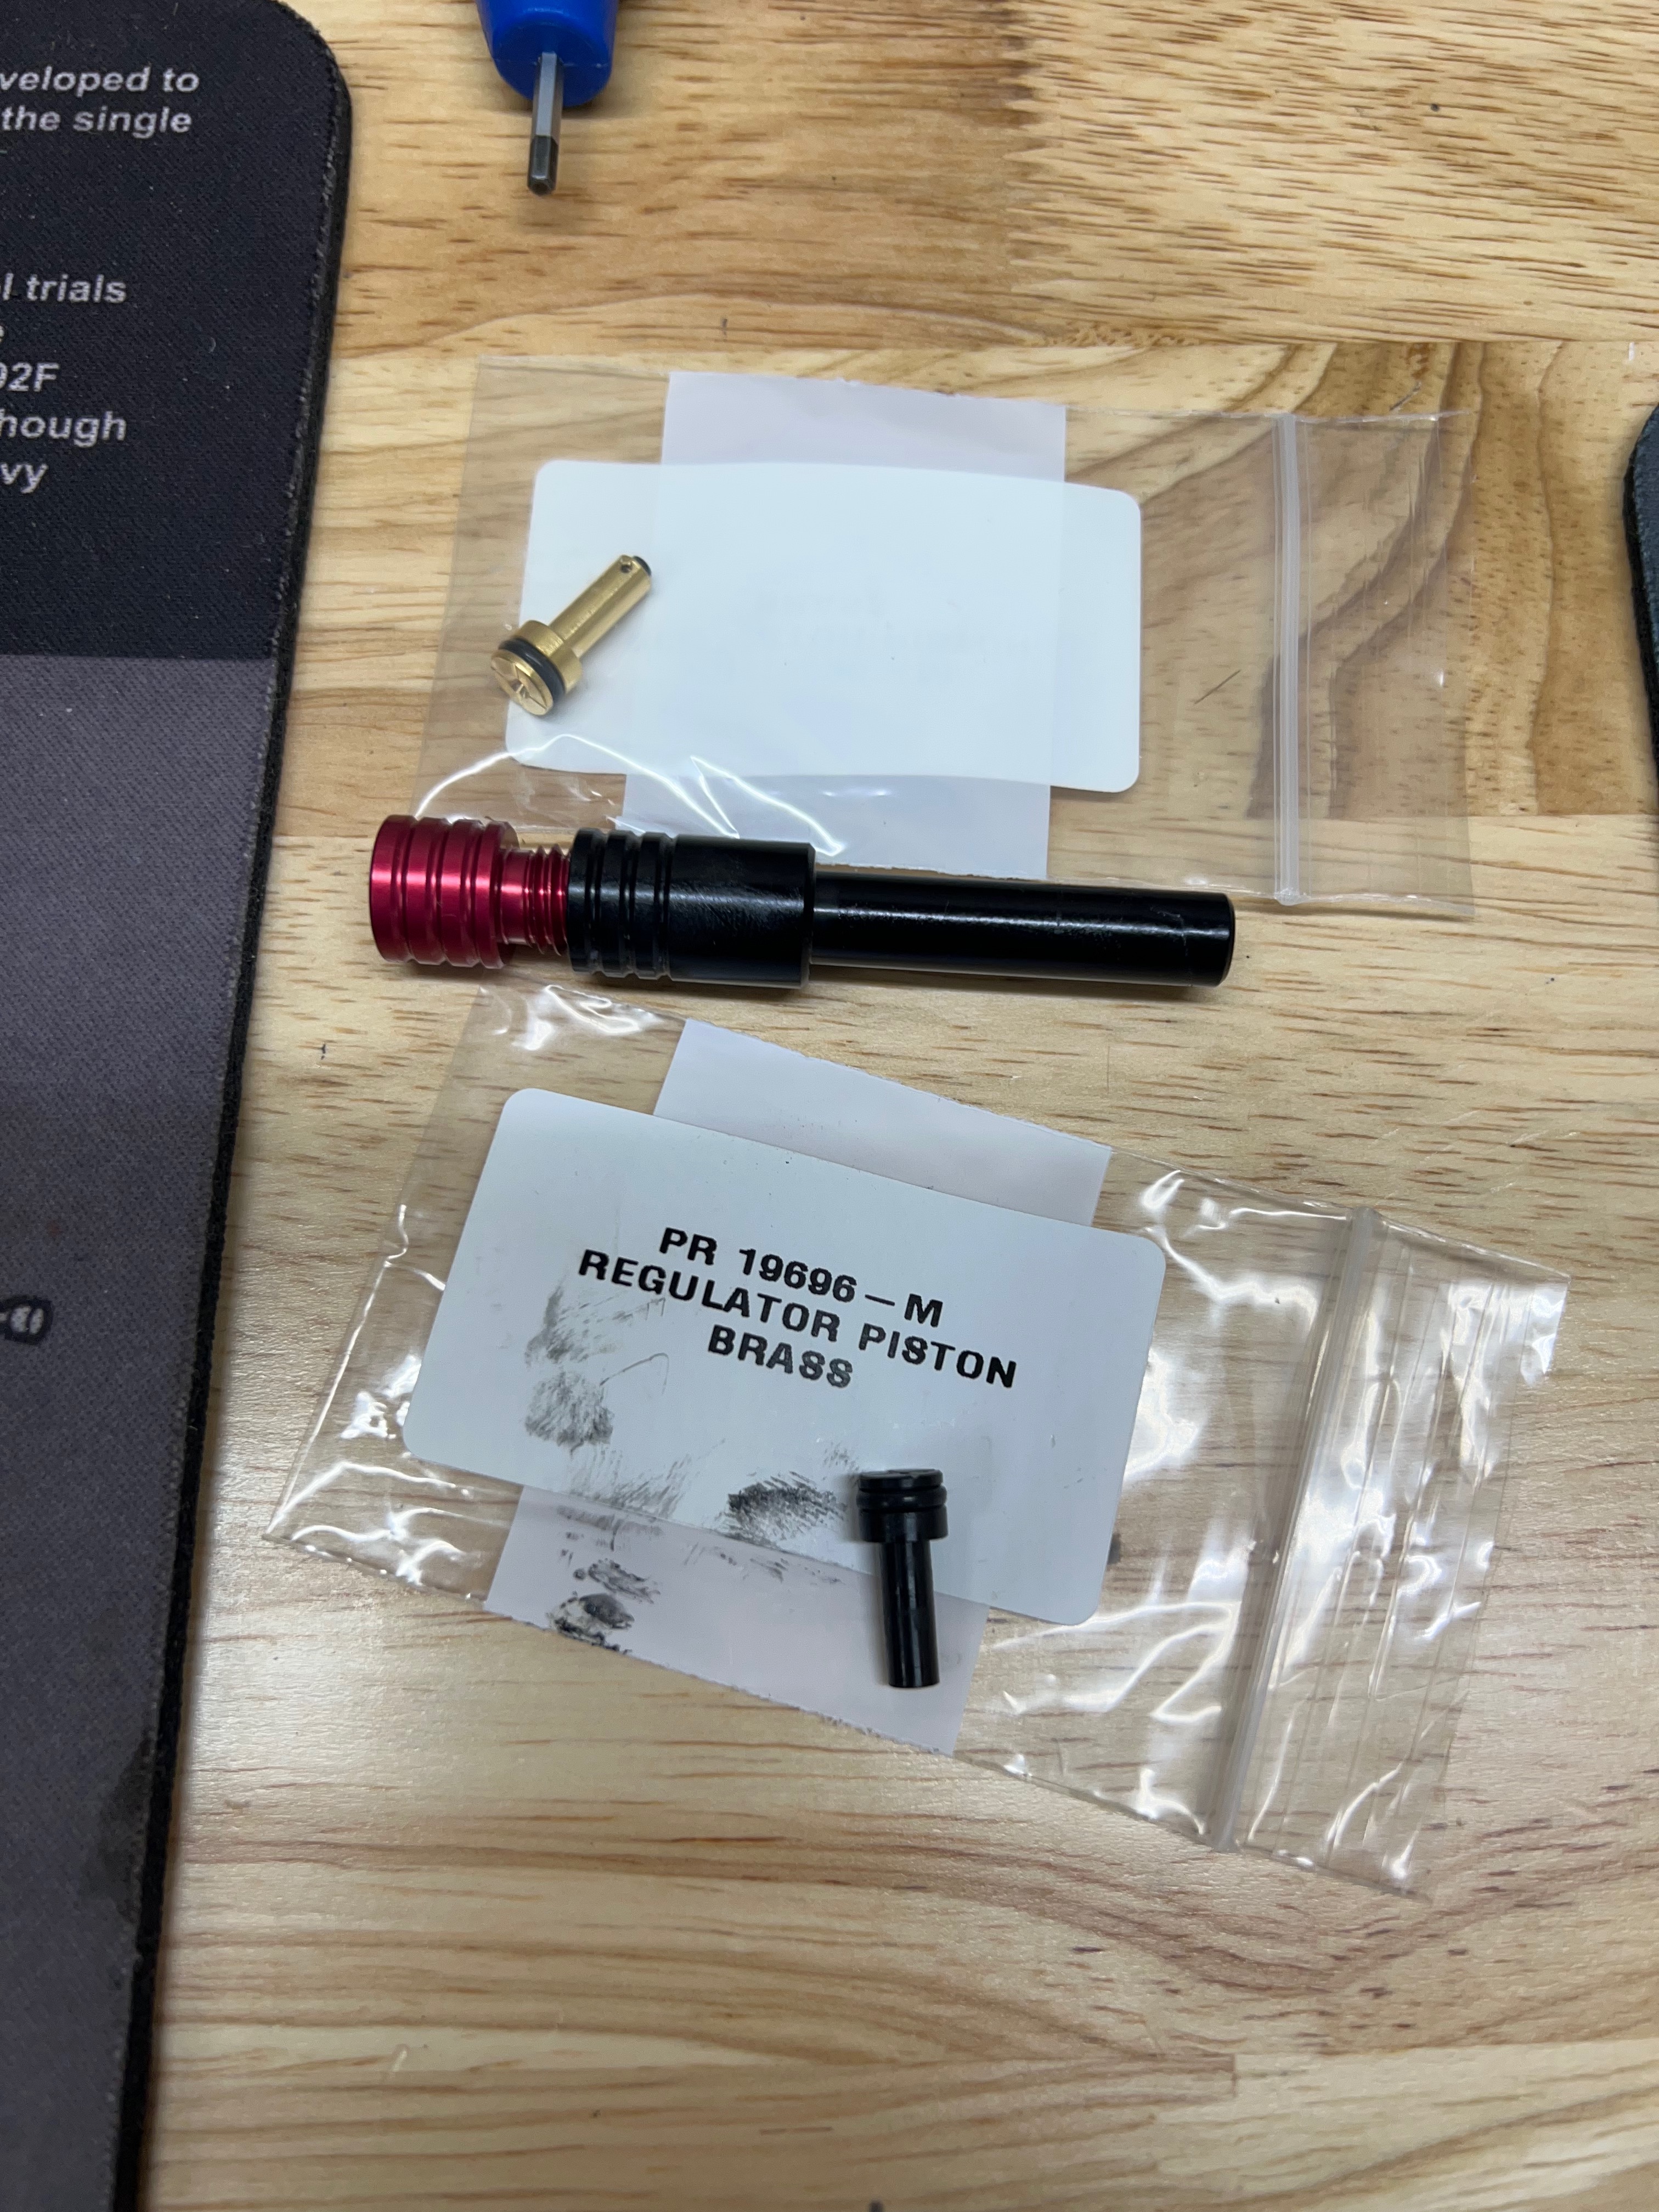 veloped to
the single
l trials
92F
hough
vy
PR 19696-M
REGULATOR PISTON
BRASS